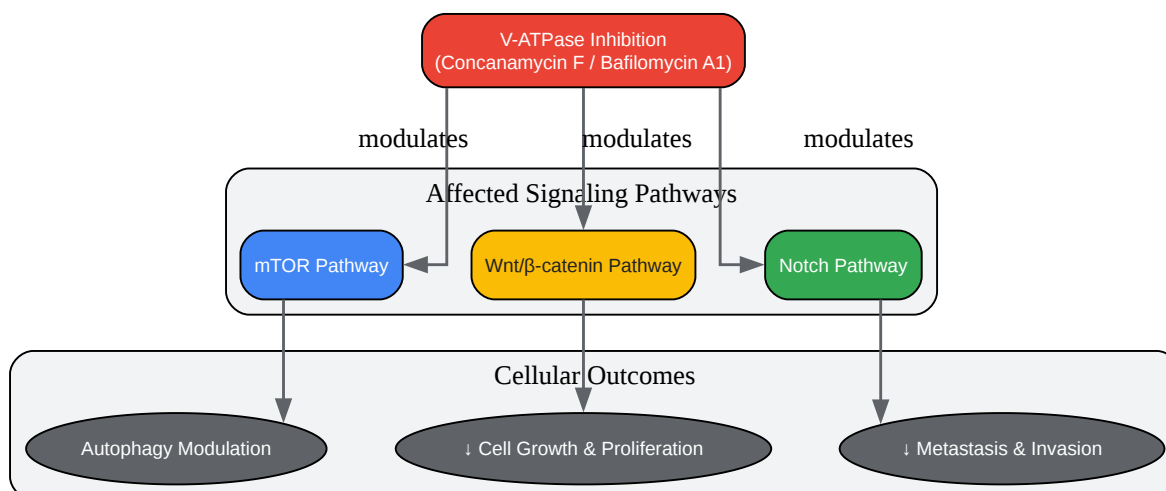 V-ATPase Inhibition
(Concanamycin F / Bafilomycin A1)
modulates
modulates
modulates
Affected Signaling Pathways
mTOR Pathway
Wnt/β-catenin Pathway
Notch Pathway
Cellular Outcomes
Autophagy Modulation
↓ Cell Growth & Proliferation
↓ Metastasis & Invasion